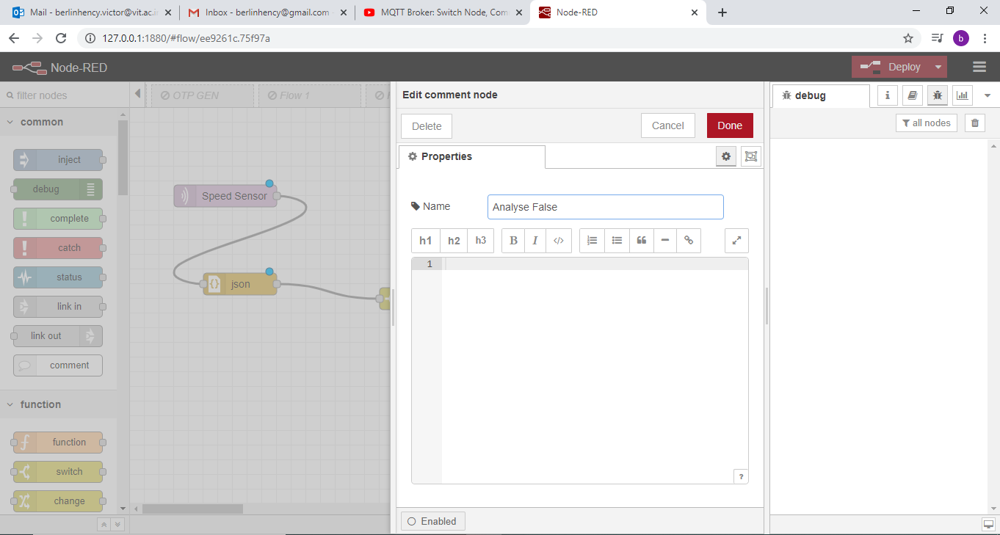 Mail - berlinhency.victor@vit.ac.i
Inbox - berlinhency@gmail.com
MQTT Broker: Switch Node, Com
Node-RED
127.0.0.1:1880/#flow/ee9261c.75f97a
b
Node-RED
Deploy
filter nodes
OTP GEN
Flow 1
Edit comment node
debug
Delete
Cancel
Done
all nodes
common
Properties
inject
debug
complete
catch
status
link in
link out
comment
function
function
switch
change
Speed Sensor
json
Name
Analyse False
h1
h2
h3
B
I
</>
1
?
Enabled